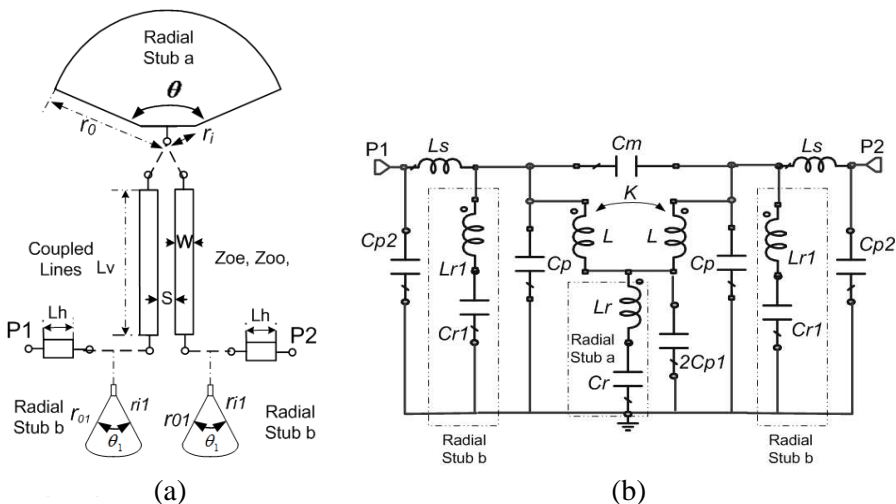 Radial
Stub a
θ
r0
ri
Coupled
Lines
Lv
W
Zoe, Zoo,
S
Lh
Lh
P1
P2
Radial
Stub b
r01
ri1
θ1
r01
ri1
θ1
Radial
Stub b
(a)
P1
Ls
Cm
Ls
P2
K
Cp2
Lr1
Cp
L
L
Cp
Lr1
Cp2
Cr1
Lr
Radial
Stub a
Cr
2Cp1
Cr1
Radial
Stub b
Radial
Stub b
(b)